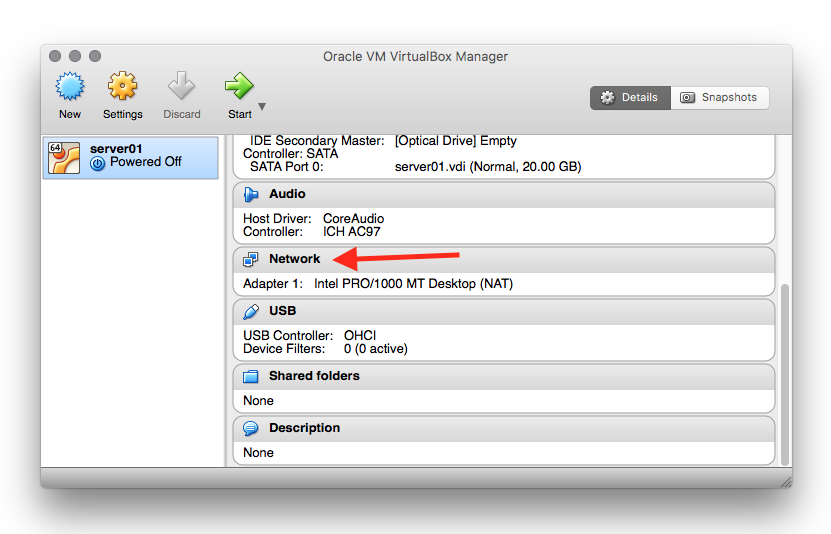 Oracle VM VirtualBox Manager
New
Settings
Discard
Start
Details
Snapshots
64
server01
Powered Off
IDE Secondary Master: [Optical Drive] Empty
Controller: SATA
SATA Port 0: server01.vdi (Normal, 20.00 GB)
Audio
Host Driver: CoreAudio
Controller: ICH AC97
Network
Adapter 1: Intel PRO/1000 MT Desktop (NAT)
USB
USB Controller: OHCI
Device Filters: 0 (0 active)
Shared folders
None
Description
None